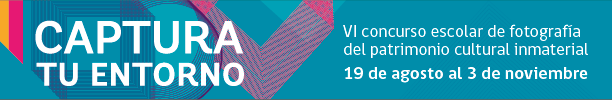 CAPTURA
TU ENTORNO
VI concurso escolar de fotografía
del patrimonio cultural inmaterial
19 de agosto al 3 de noviembre